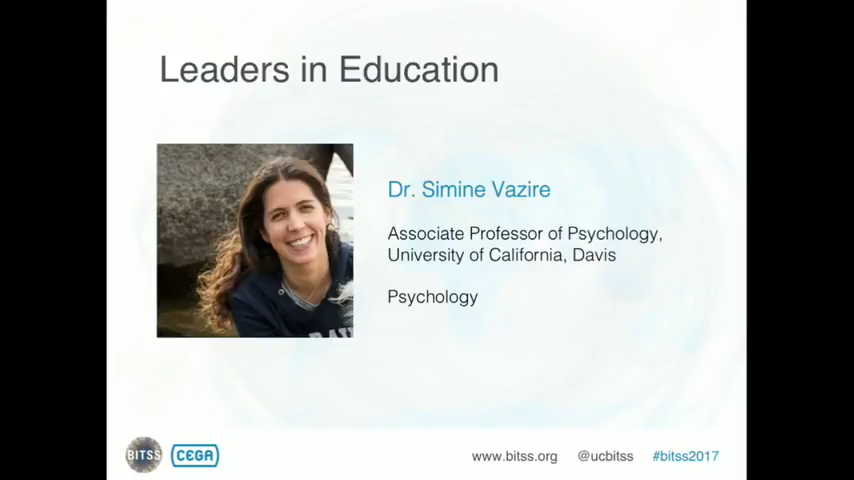 Leaders in Education
Dr. Simine Vazire
Associate Professor of Psychology,
University of California, Davis
Psychology
BITSS
CEGA
www.bitss.org @ucbitss #bitss2017